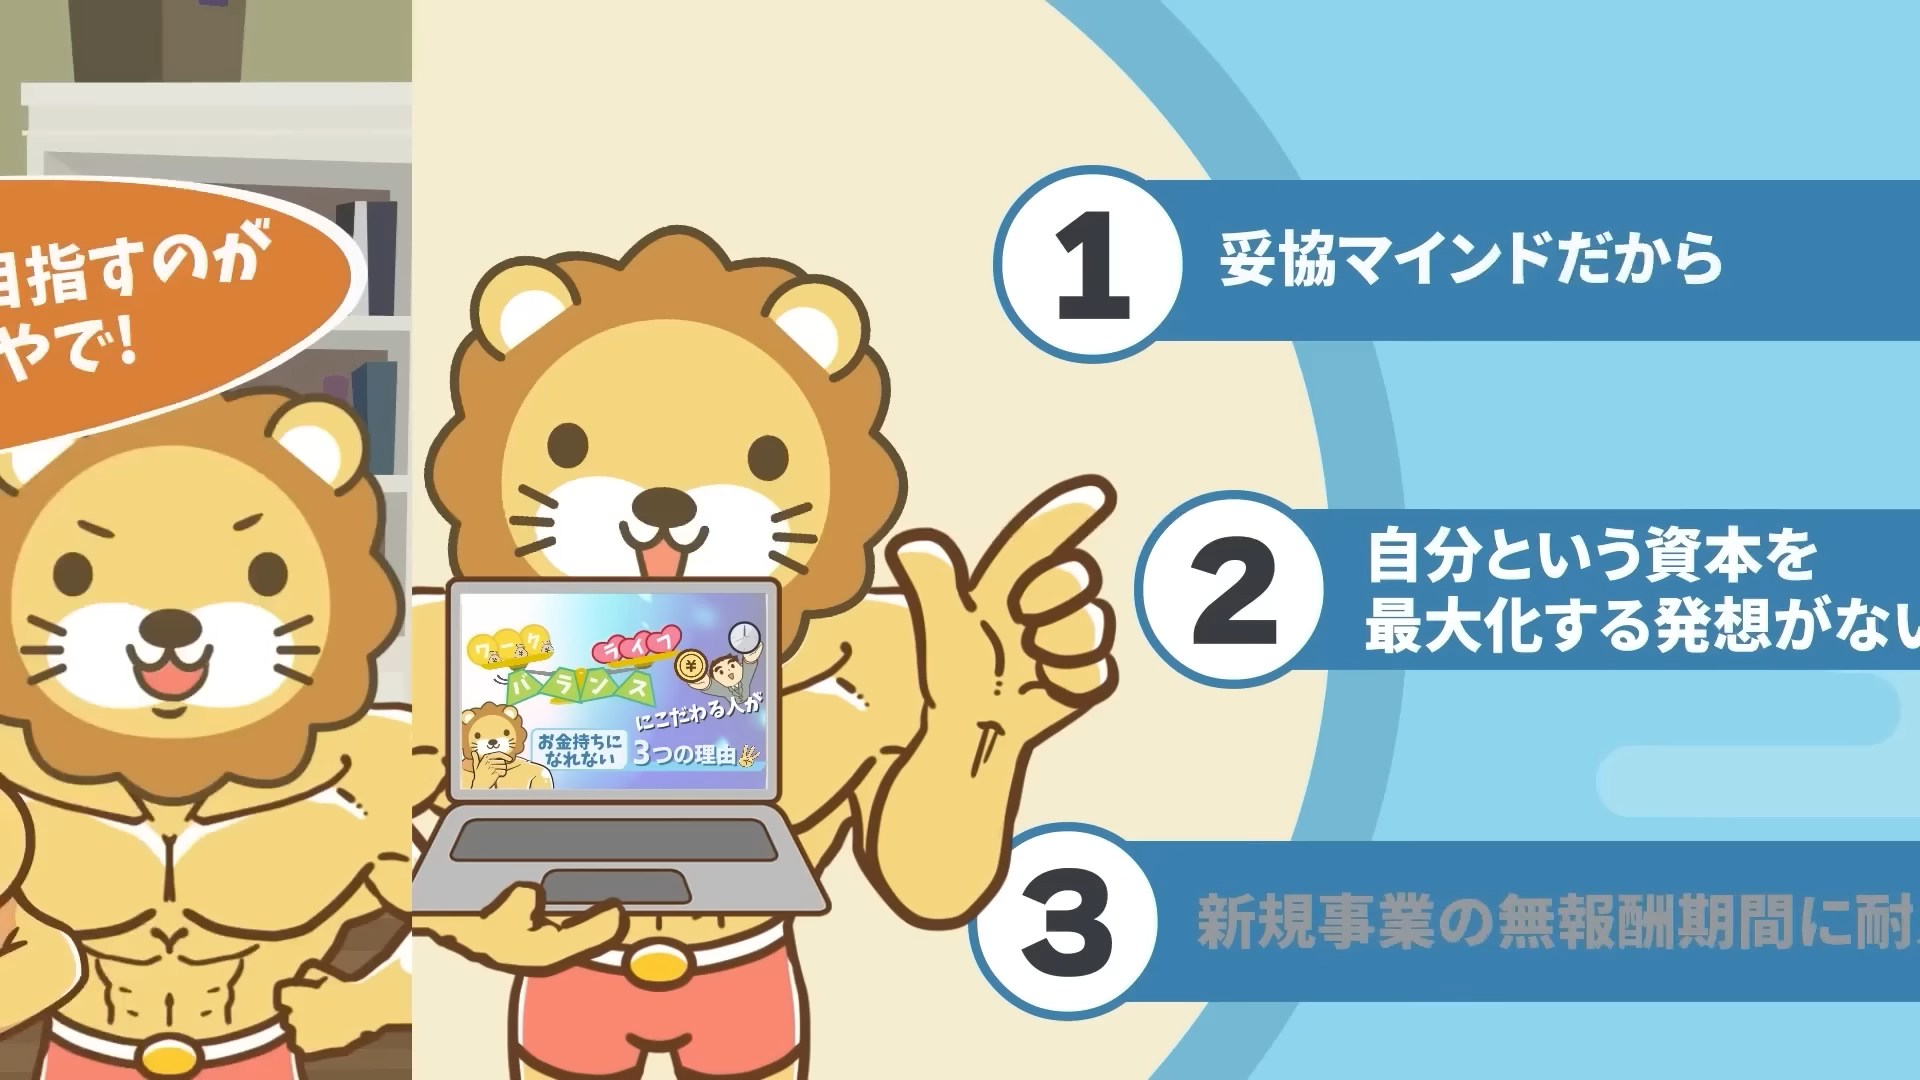 目指すのが
やで!
1
妥協マインドだから
2
自分という資本を
最大化する発想がない
3
新規事業の無報酬期間に耐
ワーク
ライフ
バランス
にこだわる人が
お金持ちに
なれない
3つの理由